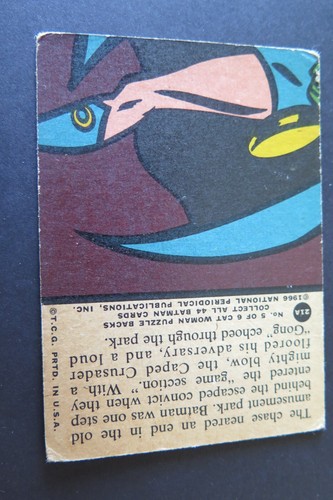 The chase neared an end in the old
amusement park. Batman was one step
behind the escaped convict when they
entered the "game section." With a
mighty blow, the Caped Crusader
floored his adversary, and a loud
"Gong" echoed through the park.
21A
No. 5 OF 6 CAT WOMAN PUZZLE BACKS
COLLECT ALL 44 BATMAN CARDS
©1966 NATIONAL PERIODICAL PUBLICATIONS, INC.
©T.C.G. PRTD. IN U.S.A.